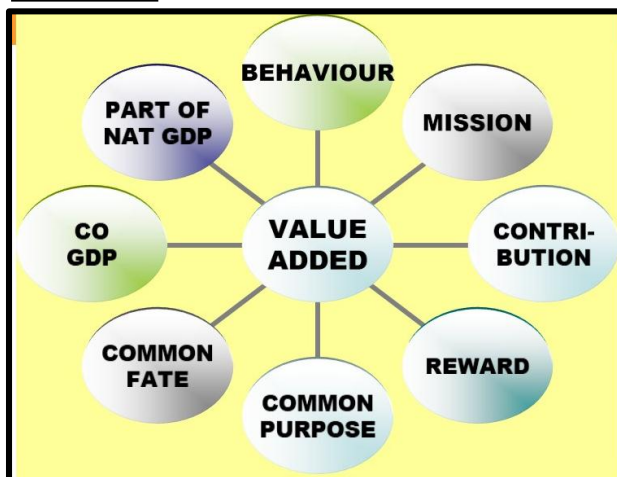 BEHAVIOUR
PART OF
NAT GDP
MISSION
CO
GDP
VALUE
ADDED
CONTRI-
BUTION
COMMON
FATE
REWARD
COMMON
PURPOSE